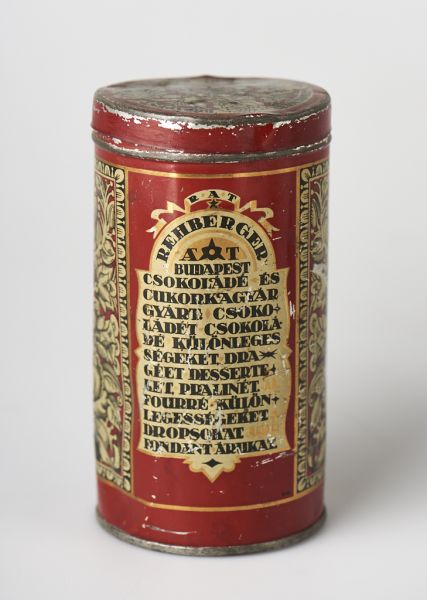 R A T
REHBERGER
A T
BUDAPEST
CSOKOLÁDÉ ÉS
CUKORKAGYÁR
GYÁRT: CSOKO-
LÁDÉT CSOKOLÁ
DÉ KÜLÖNLEGES
SÉGEKET DRA-
GÉET DESSERTE-
KET PRALINÉT
FOURRÉ KÜLÖN-
LEGESSÉGEKET
DROPSOKAT
FONDANT ÁRUKAT